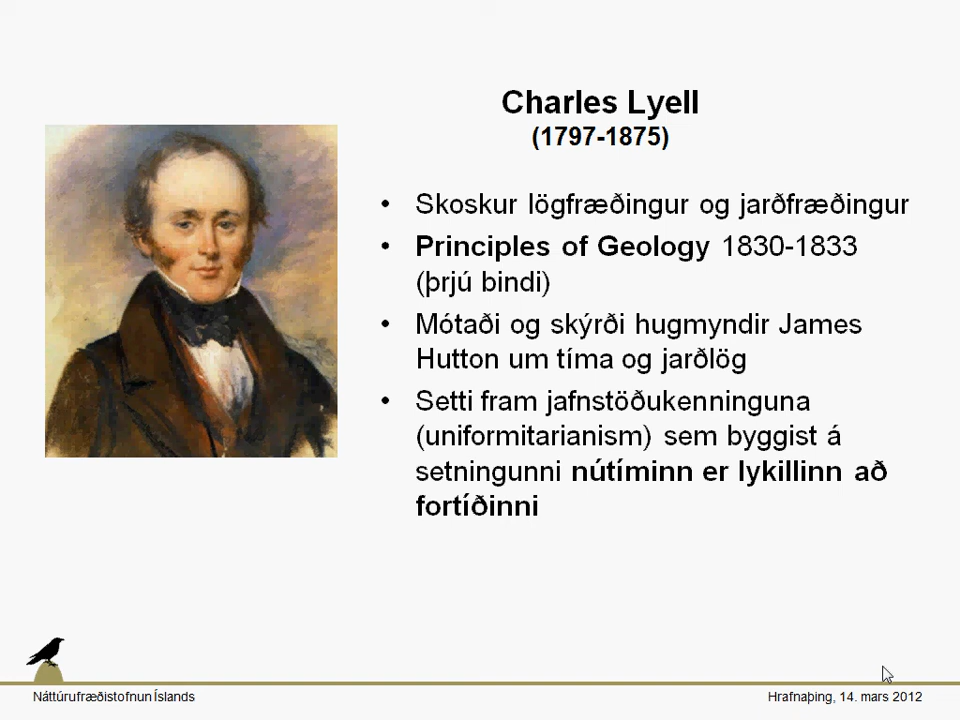 Charles Lyell
(1797-1875)
• Skoskur lögfræðingur og jarðfræðingur
• Principles of Geology 1830-1833
(þrjú bindi)
• Mótaði og skýrði hugmyndir James
Hutton um tíma og jarðlög
• Setti fram jafnstöðukenninguna
(uniformitarianism) sem byggist á
setningunni nútíminn er lykillinn að
fortíðinni
Náttúrufræðistofnun Íslands
Hrafnaþing, 14. mars 2012